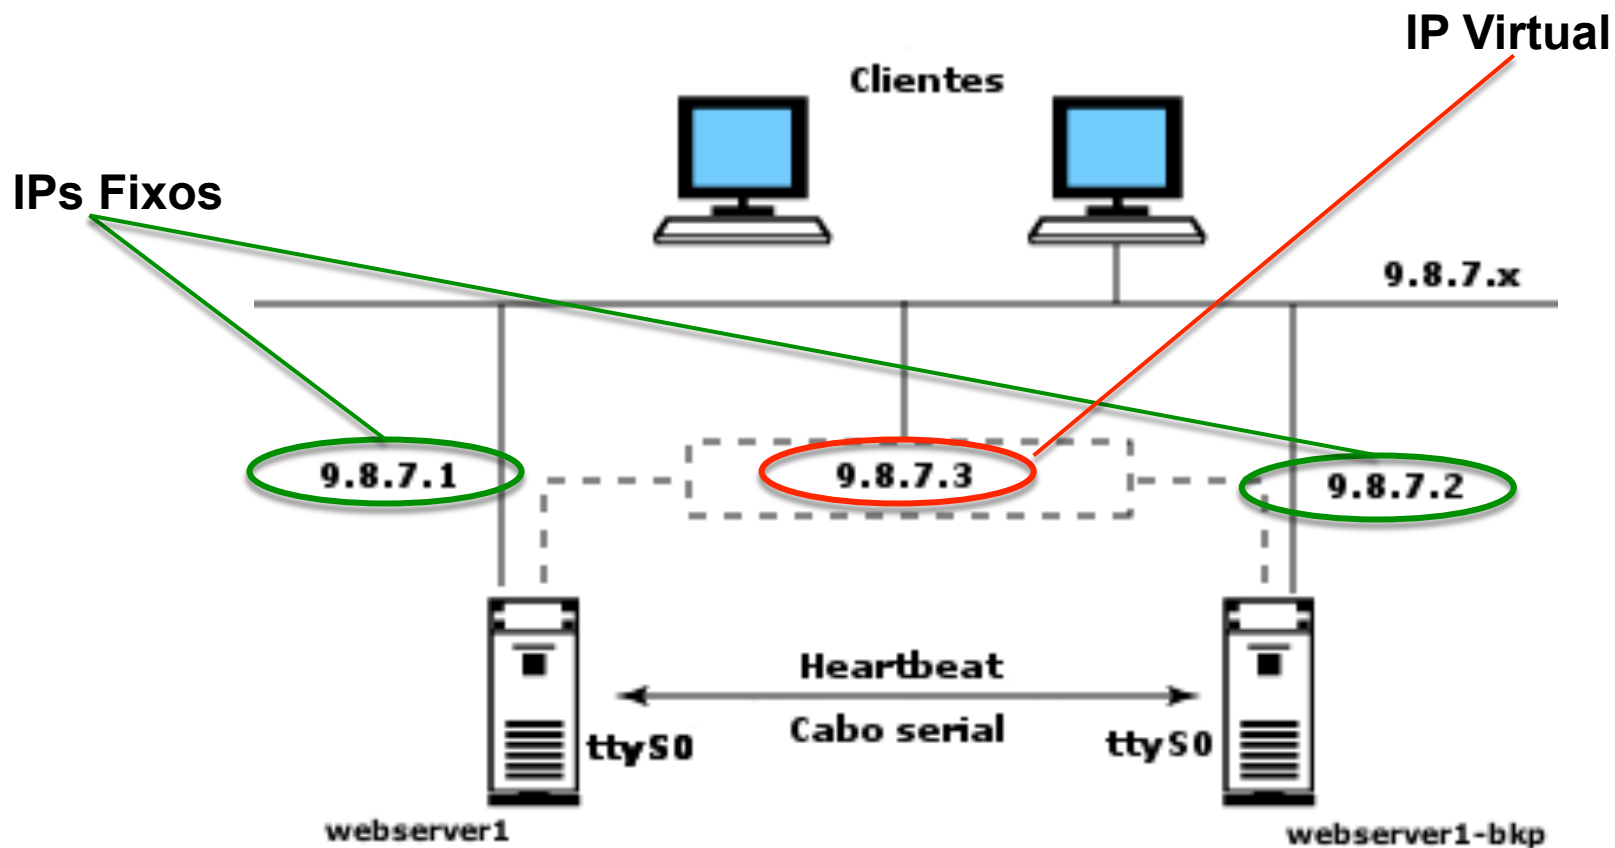 IP Virtual
Clientes
IPs Fixos
9.8.7.x
9.8.7.1
9.8.7.3
9.8.7.2
Heartbeat
Cabo serial
ttyS0
ttyS0
webserver1
webserver1-bkp